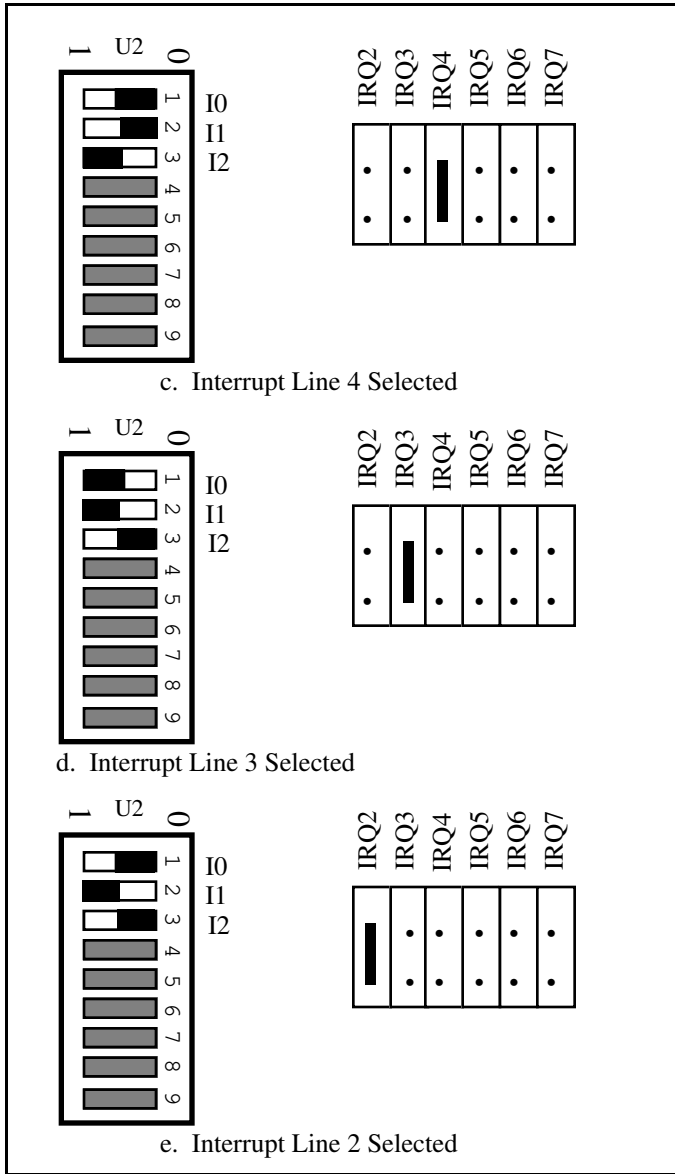 1 U2 0
1 I0
2 I1
3 I2
4
5
6
7
8
9
IRQ2 IRQ3 IRQ4 IRQ5 IRQ6 IRQ7
c. Interrupt Line 4 Selected
1 U2 0
1 I0
2 I1
3 I2
4
5
6
7
8
9
IRQ2 IRQ3 IRQ4 IRQ5 IRQ6 IRQ7
d. Interrupt Line 3 Selected
1 U2 0
1 I0
2 I1
3 I2
4
5
6
7
8
9
IRQ2 IRQ3 IRQ4 IRQ5 IRQ6 IRQ7
e. Interrupt Line 2 Selected